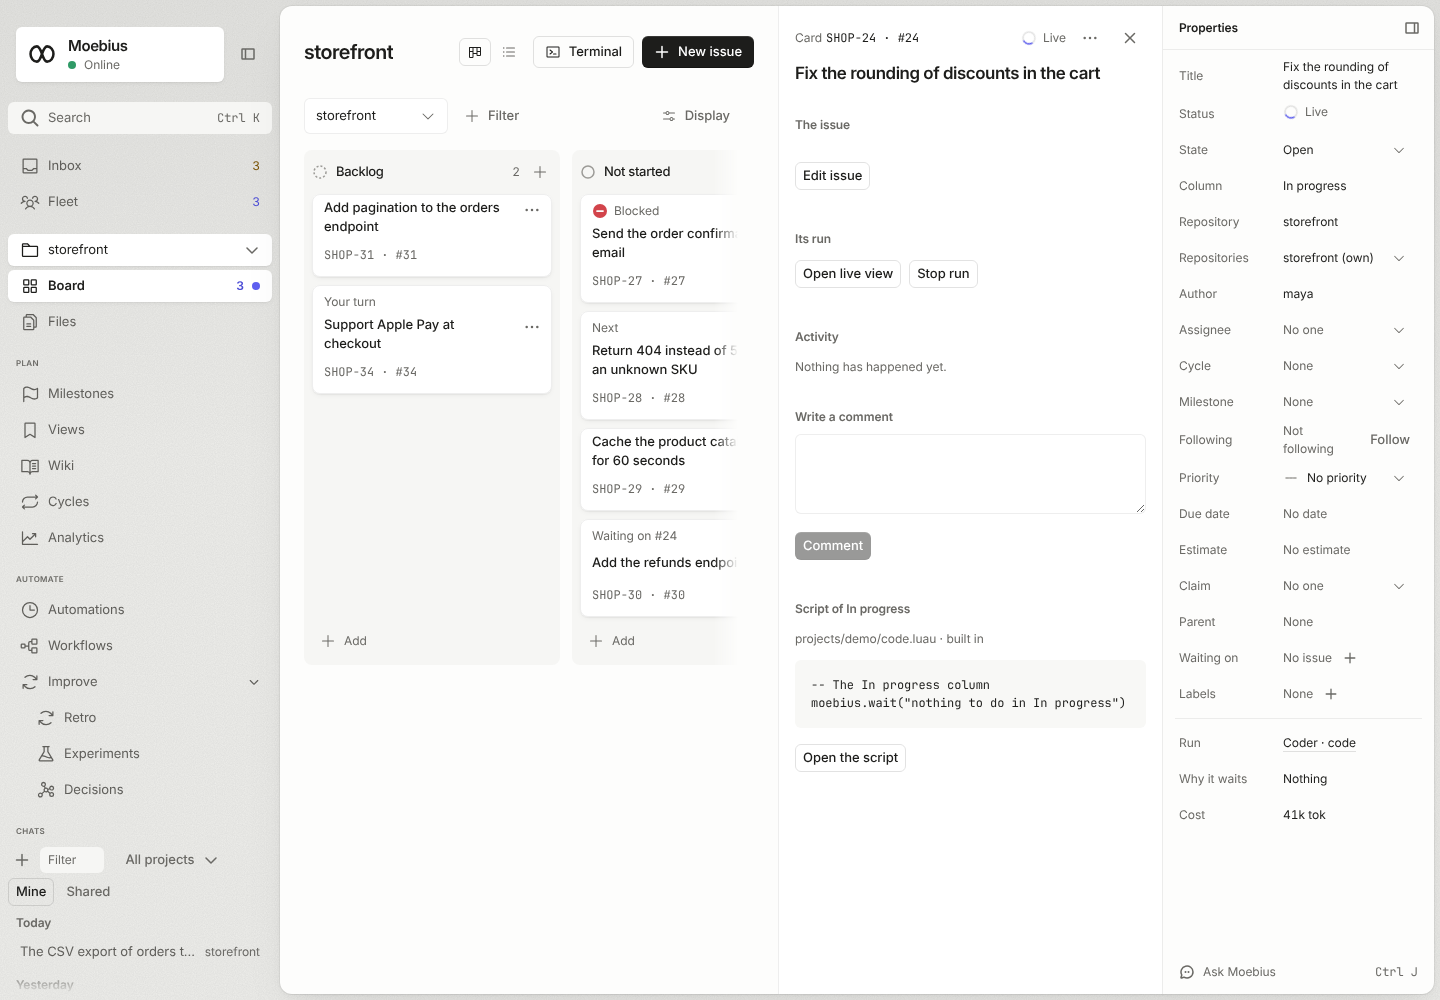 Moebius
Online
Search
Ctrl K
Inbox
3
Fleet
3
storefront
Board
3
Files
PLAN
Milestones
Views
Wiki
Cycles
Analytics
AUTOMATE
Automations
Workflows
Improve
Retro
Experiments
Decisions
CHATS
Filter
All projects
Mine
Shared
Today
The CSV export of orders t...
storefront
Yesterday
storefront
Terminal
New issue
storefront
Filter
Display
Backlog
2
Add pagination to the orders
endpoint
SHOP-31 · #31
Your turn
Support Apple Pay at
checkout
SHOP-34 · #34
Add
Not started
Blocked
Send the order confirm
email
SHOP-27 · #27
Next
Return 404 instead of 5
an unknown SKU
SHOP-28 · #28
Cache the product cata
for 60 seconds
SHOP-29 · #29
Waiting on #24
Add the refunds endpoi
SHOP-30 · #30
Add
Card SHOP-24 · #24
Live
Fix the rounding of discounts in the cart
The issue
Edit issue
Its run
Open live view
Stop run
Activity
Nothing has happened yet.
Write a comment
Comment
Script of In progress
projects/demo/code.luau · built in
-- The In progress column
moebius.wait("nothing to do in In progress")
Open the script
Properties
Title
Fix the rounding of
discounts in the cart
Status
Live
State
Open
Column
In progress
Repository
storefront
Repositories
storefront (own)
Author
maya
Assignee
No one
Cycle
None
Milestone
None
Following
Not
following
Follow
Priority
No priority
Due date
No date
Estimate
No estimate
Claim
No one
Parent
None
Waiting on
No issue
Labels
None
Run
Coder · code
Why it waits
Nothing
Cost
41k tok
Ask Moebius
Ctrl J